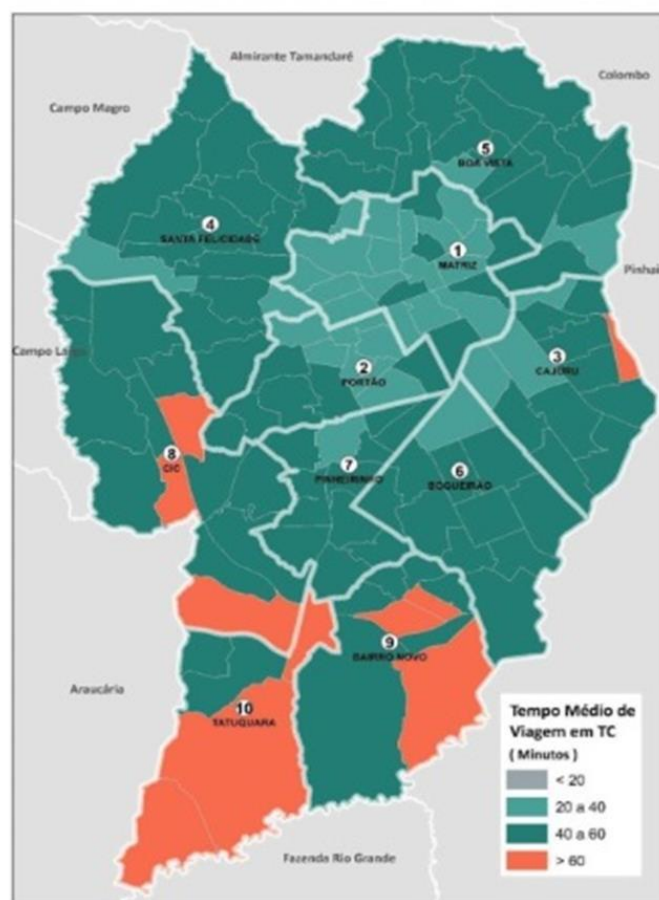 Almirante Tamandaré
Colombo
Campo Magro
5
BOA VISTA
4
SANTA FELICIDADE
1
MATRIZ
Pinhai
Campo Larg
3
CAJURU
2
PORTÃO
8
CIC
7
PINHEIRINHO
6
BOQUEIRÃO
9
BAIRRO NOVO
Araucária
10
TATUQUARA
Tempo Médio de
Viagem em TC
( Minutos )
< 20
20 a 40
40 a 60
> 60
Fazenda Rio Grande